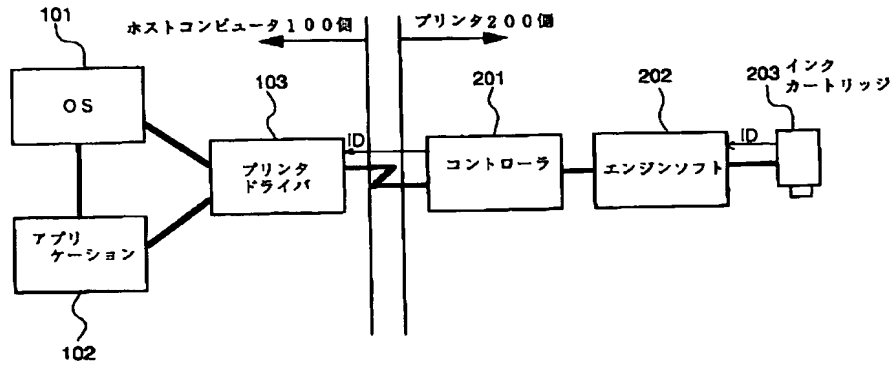 101
ホストコンピュータ100側
プリンタ200側
OS
103
201
202
203 インク
カートリッジ
ID
ID
プリンタ
ドライバ
コントローラ
エンジンソフト
アプリ
ケーション
102